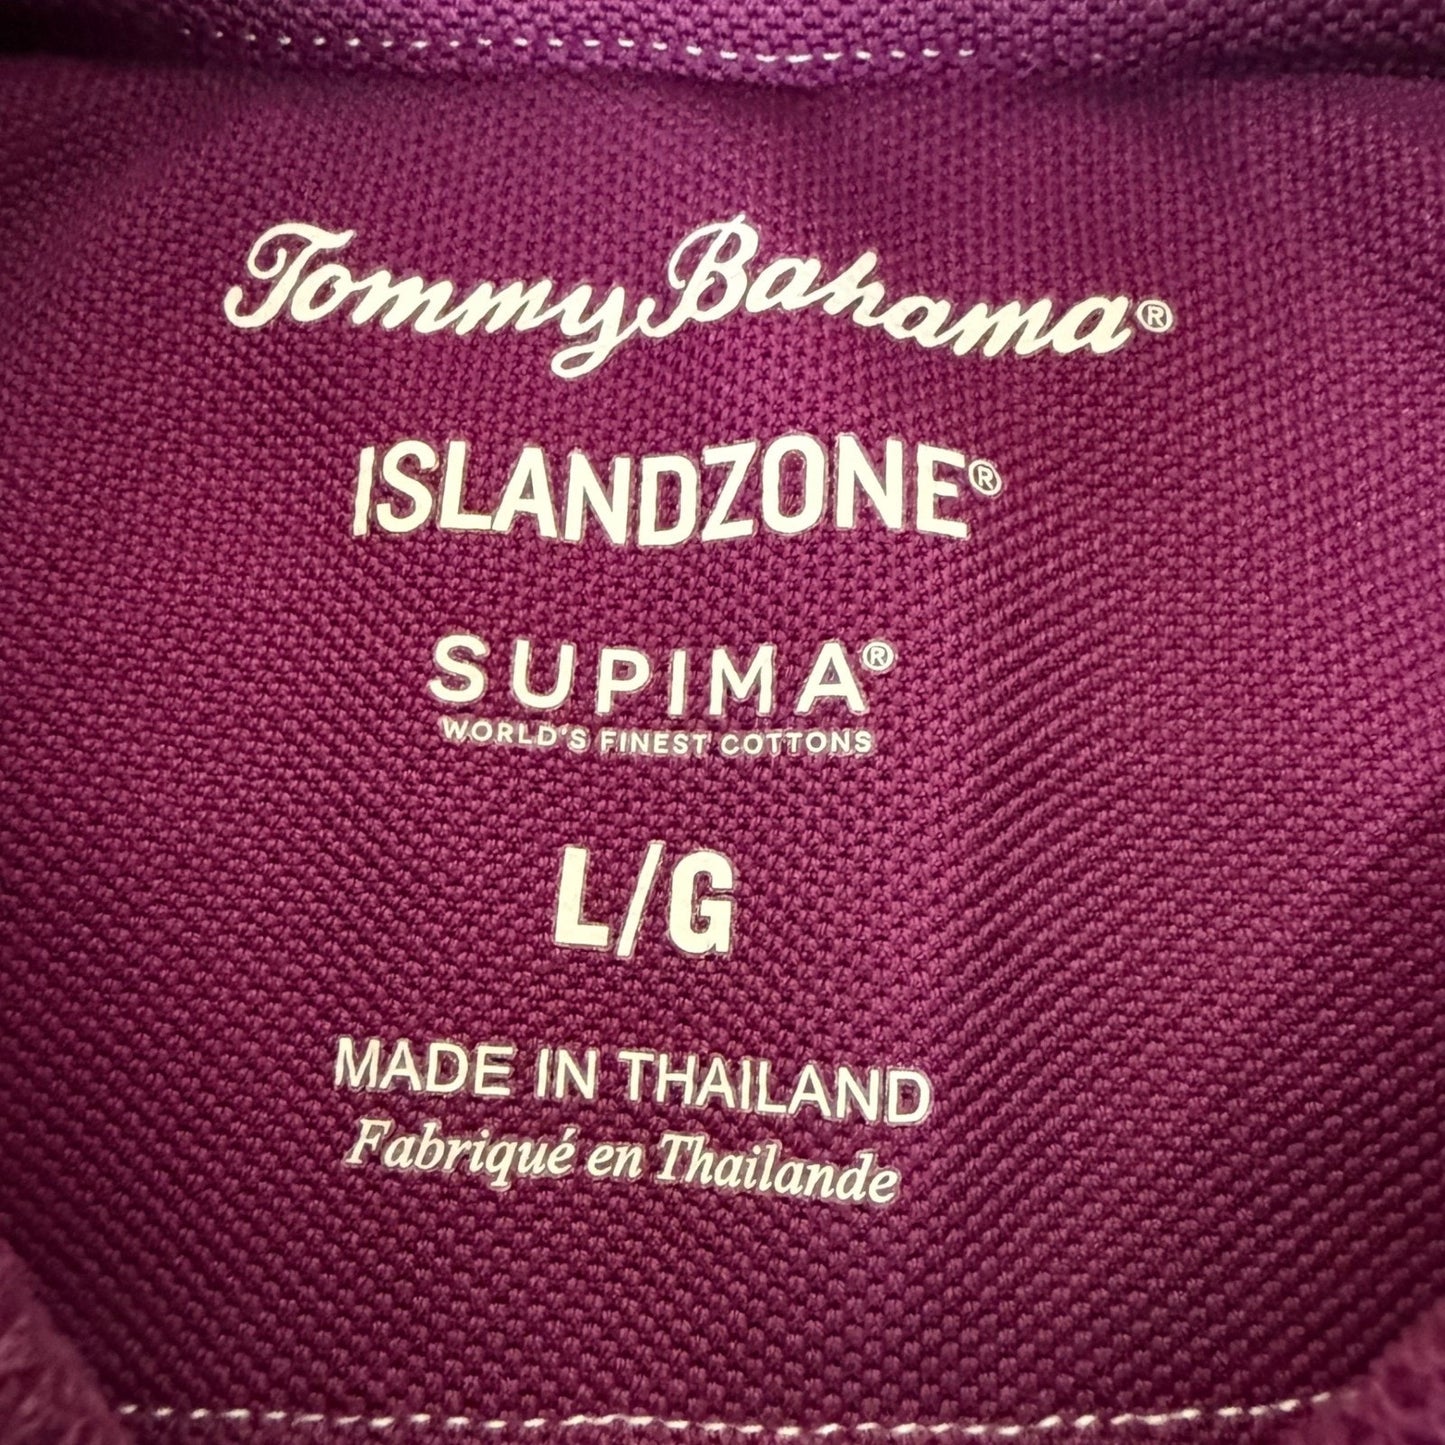 Tommy Bahama®
ISLANDZONE®
SUPIMA®
WORLD'S FINEST COTTONS
L/G
MADE IN THAILAND
Fabriqué en Thailande